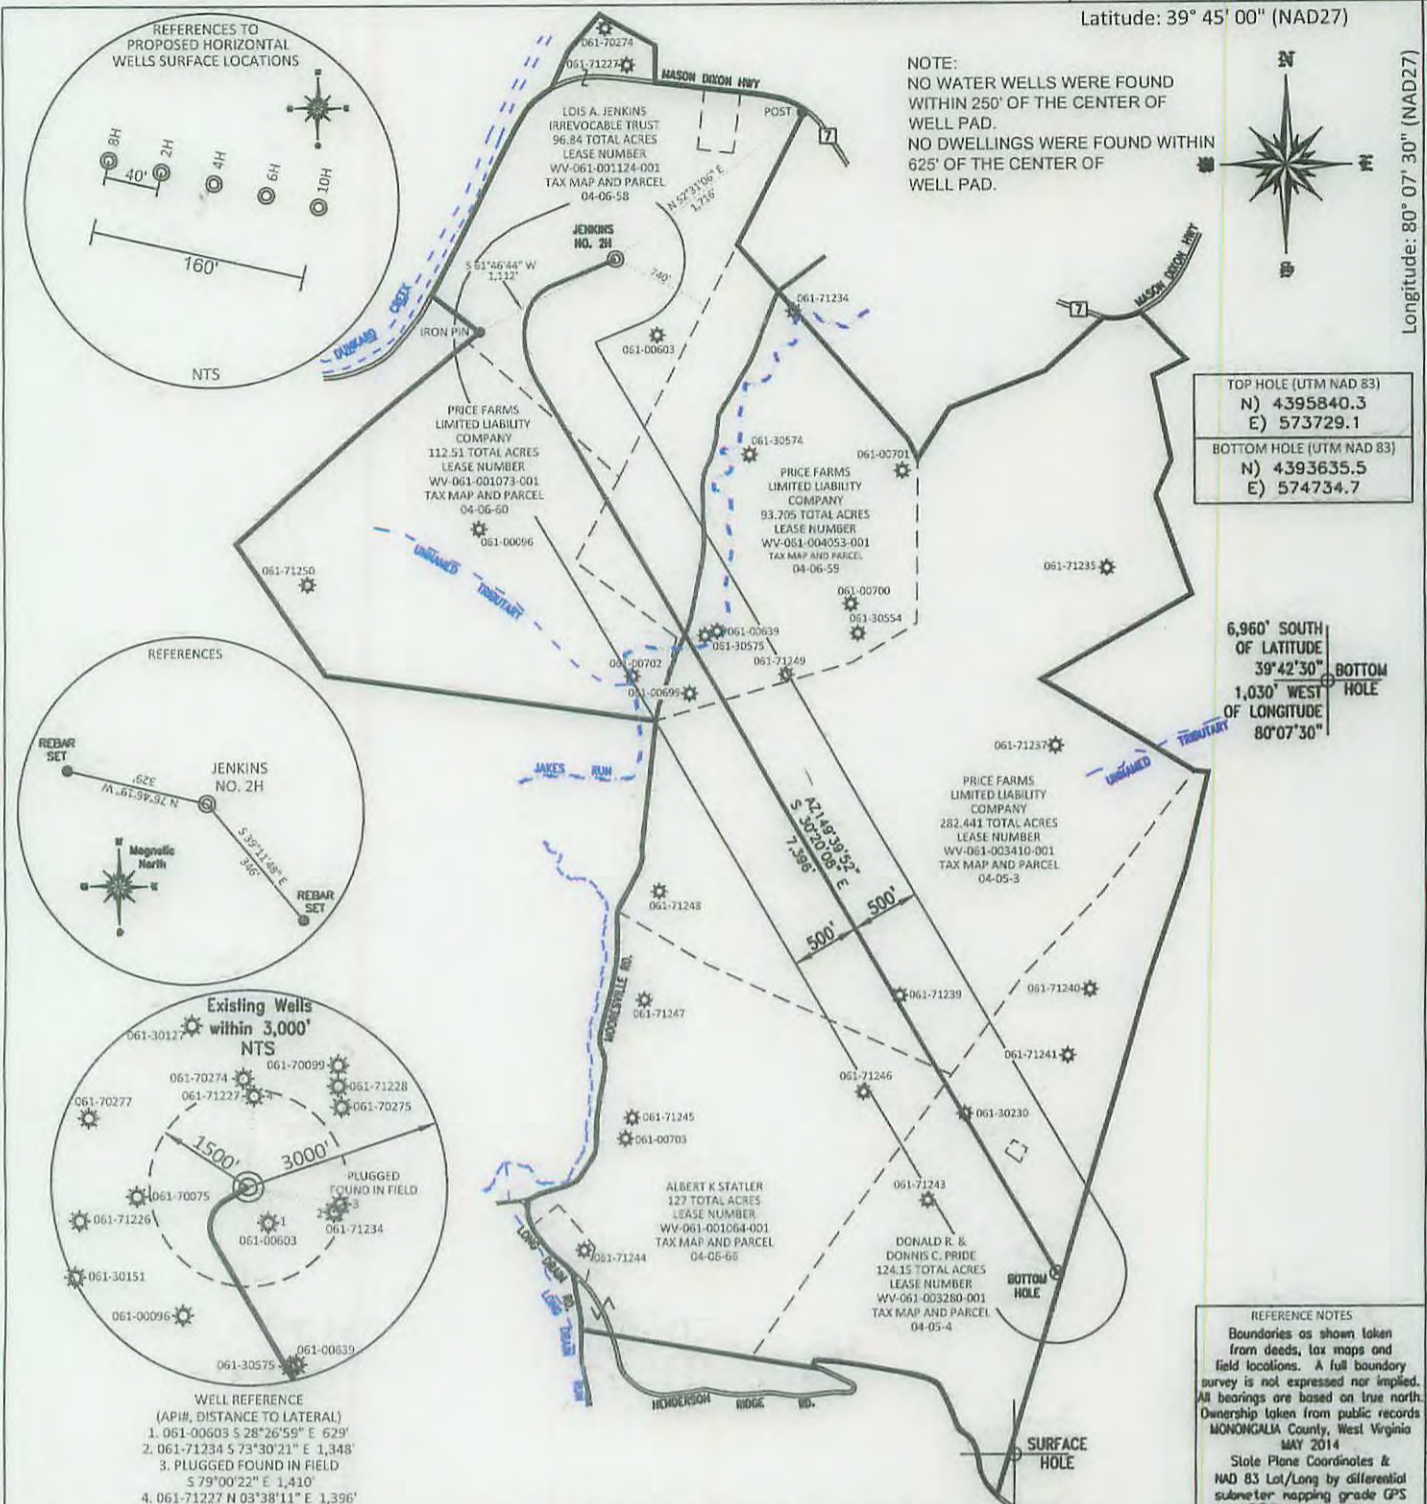 Latitude: 39° 45' 00" (NAD27)
Longitude: 80° 07' 30" (NAD27)
REFERENCES TO
PROPOSED HORIZONTAL
WELLS SURFACE LOCATIONS
8H
2H
4H
6H
10H
40'
160'
NTS
NOTE:
NO WATER WELLS WERE FOUND
WITHIN 250' OF THE CENTER OF
WELL PAD.
NO DWELLINGS WERE FOUND WITHIN
625' OF THE CENTER OF
WELL PAD.
N
E
S
061-70274
061-71227
MASON DIXON HWY
POST
7
LOIS A. JENKINS
IRREVOCABLE TRUST
96.84 TOTAL ACRES
LEASE NUMBER
WV-061-001124-001
TAX MAP AND PARCEL
04-06-58
N 52°31'06" E
1,716'
JENKINS
NO. 2H
S 61°46'44" W
1,112'
740'
DUNKARD CREEK
IRON PIN
061-00603
061-71234
7
MASON DIXON HWY
TOP HOLE (UTM NAD 83)
N) 4395840.3
E) 573729.1
BOTTOM HOLE (UTM NAD 83)
N) 4393635.5
E) 574734.7
PRICE FARMS
LIMITED LIABILITY
COMPANY
112.51 TOTAL ACRES
LEASE NUMBER
WV-061-001073-001
TAX MAP AND PARCEL
04-06-60
061-00096
061-30574
061-00701
PRICE FARMS
LIMITED LIABILITY
COMPANY
93.705 TOTAL ACRES
LEASE NUMBER
WV-061-004053-001
TAX MAP AND PARCEL
04-06-59
061-71250
UNNAMED TRIBUTARY
061-71235
061-00700
061-30554
061-00639
061-30575
061-00702
061-71249
061-00699
6,960' SOUTH
OF LATITUDE
39°42'30"
1,030' WEST
OF LONGITUDE
80°07'30"
BOTTOM
HOLE
REFERENCES
REBAR
SET
JENKINS
NO. 2H
N 76°46'19" W
329'
S 39°11'48" E
346'
Magnetic
North
REBAR
SET
JAKES RUN
061-71237
UNNAMED TRIBUTARY
PRICE FARMS
LIMITED LIABILITY
COMPANY
282.441 TOTAL ACRES
LEASE NUMBER
WV-061-003410-001
TAX MAP AND PARCEL
04-05-3
AZ149°39'52"
S 30°20'08" E
7,396'
500'
500'
061-71248
MOORESVILLE RD.
061-71247
061-71239
061-71240
061-71241
061-71246
061-30230
061-71245
061-00703
Existing Wells
within 3,000'
NTS
061-30127
061-70099
061-70274
061-71228
061-71227
4
061-70275
061-70277
1500'
3000'
PLUGGED
FOUND IN FIELD
061-70075
3
2
061-71226
1
061-71234
061-00603
061-30151
061-00096
061-00639
061-30575
ALBERT K STATLER
127 TOTAL ACRES
LEASE NUMBER
WV-061-001064-001
TAX MAP AND PARCEL
04-06-66
061-71243
061-71244
LONG DRAIN RD.
LONG DRAIN RUN
DONALD R. &
DONNIS C. PRIDE
124.15 TOTAL ACRES
LEASE NUMBER
WV-061-003280-001
TAX MAP AND PARCEL
04-05-4
BOTTOM
HOLE
HENDERSON RIDGE RD.
SURFACE
HOLE
WELL REFERENCE
(API#, DISTANCE TO LATERAL)
1. 061-00603 S 28°26'59" E 629'
2. 061-71234 S 73°30'21" E 1,348'
3. PLUGGED FOUND IN FIELD
S 79°00'22" E 1,410'
4. 061-71227 N 03°38'11" E 1,396'
REFERENCE NOTES
Boundaries as shown taken
from deeds, tax maps and
field locations. A full boundary
survey is not expressed nor implied.
All bearings are based on true north.
Ownership taken from public records
MONONGALIA County, West Virginia
MAY 2014
State Plane Coordinates &
NAD 83 Lat/Long by differential
submeter mapping grade GPS